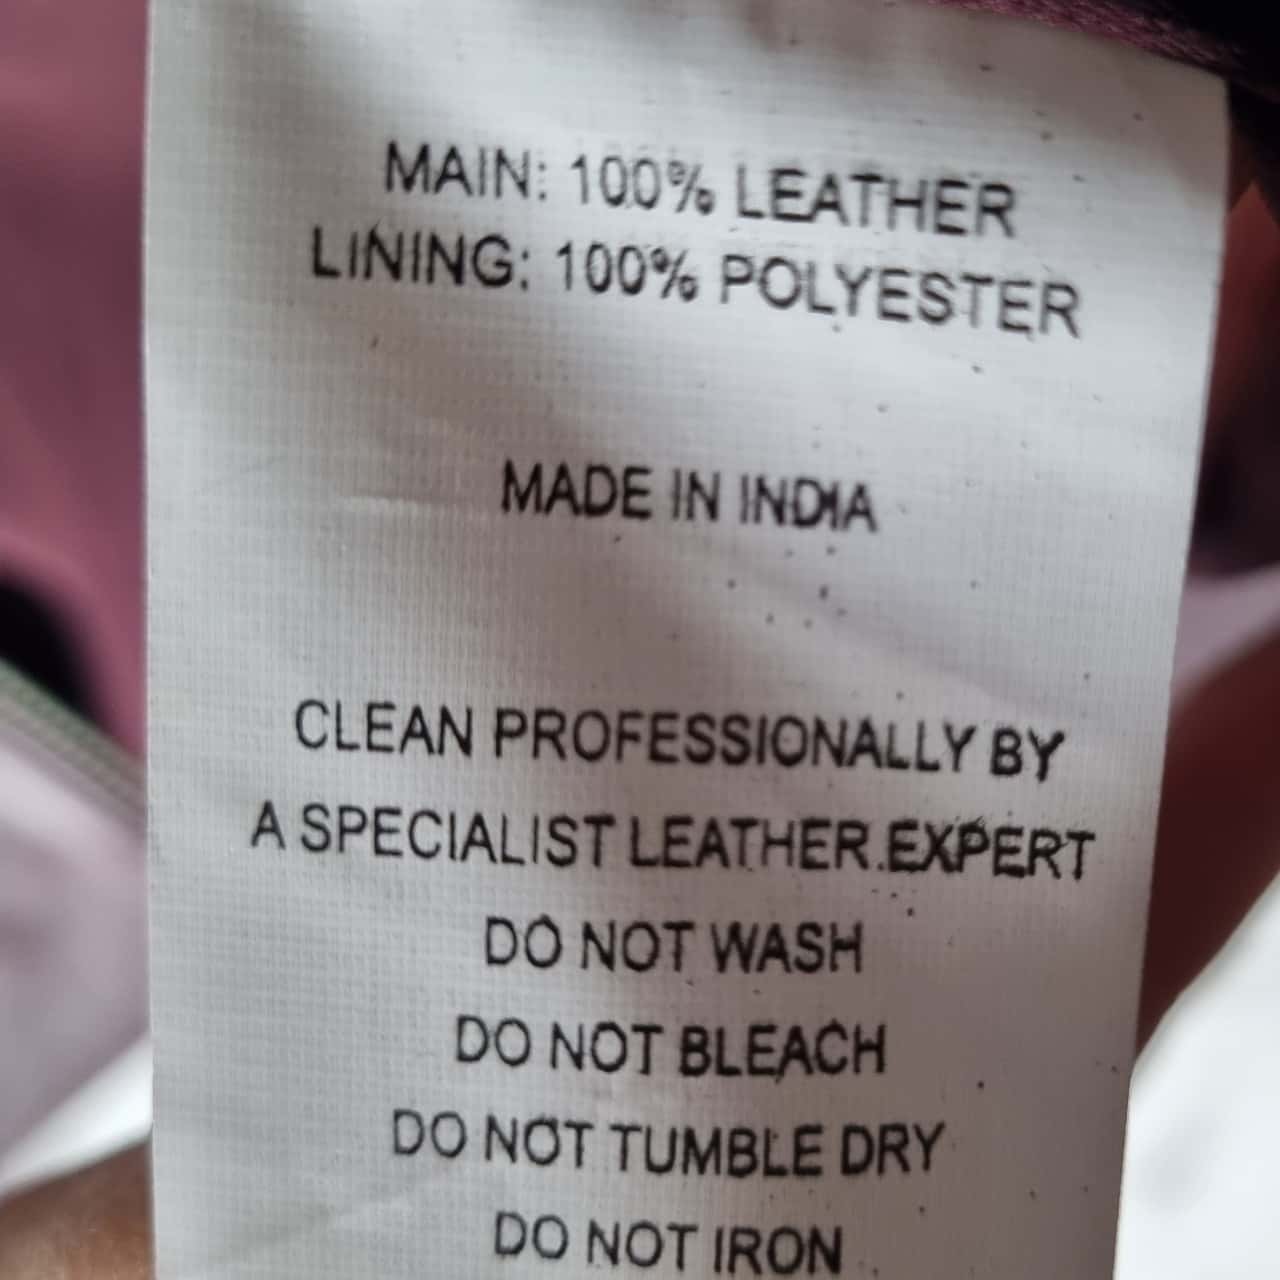 MAIN: 100% LEATHER
LINING: 100% POLYESTER
MADE IN INDIA
CLEAN PROFESSIONALLY BY
A SPECIALIST LEATHER EXPERT
DO NOT WASH
DO NOT BLEACH
DO NOT TUMBLE DRY
DO NOT IRON